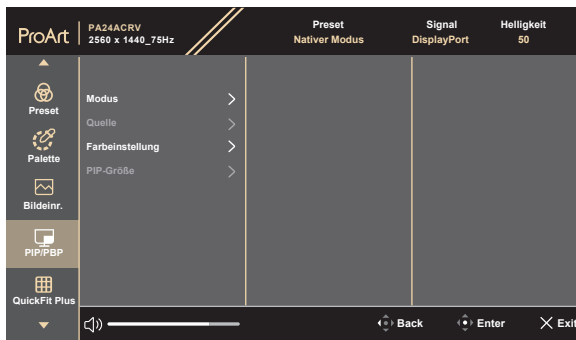 ProArt
PA24ACRV
2560 x 1440_75Hz
Preset
Nativer Modus
Signal
DisplayPort
Helligkeit
50
Preset
Palette
Bildeinr.
PIP/PBP
QuickFit Plus
Modus
Quelle
Farbeinstellung
PIP-Größe
Back
Enter
Exit